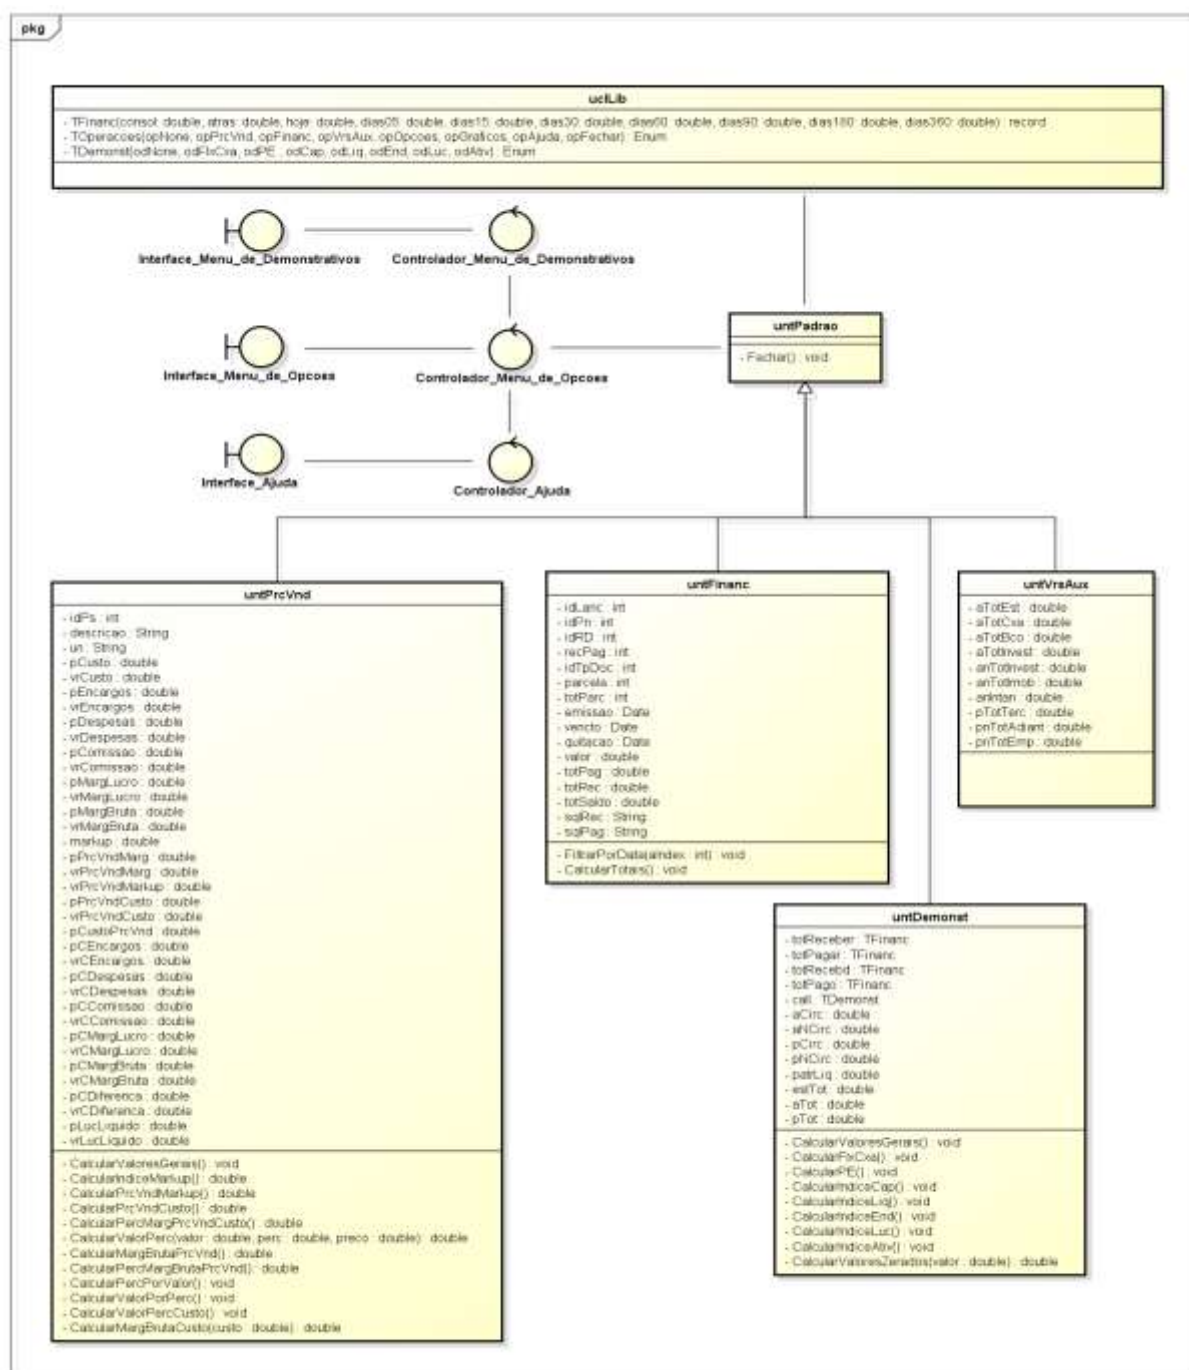 pkg
uclLib
- TFinanc(consol: double, atras: double, hoje: double, dias05: double, dias15: double, dias30: double, dias60: double, dias90: double, dias180: double, dias360: double) : record
- TOperacoes(opNone, opPrcVnd, opFinanc, opVrsAux, opOpcoes, opGraficos, opAjuda, opFechar) : Enum
- TDemonst(odNone, odFlxCxa, odPE, odCap, odLiq, odEnd, odLuc, odAtiv) : Enum
Interface_Menu_de_Demonstrativos
Controlador_Menu_de_Demonstrativos
untPadrao
- Fechar() : void
Interface_Menu_de_Opcoes
Controlador_Menu_de_Opcoes
Interface_Ajuda
Controlador_Ajuda
untPrcVnd
- idPs : int
- descricao : String
- un : String
- pCusto : double
- vrCusto : double
- pEncargos : double
- vrEncargos : double
- pDespesas : double
- vrDespesas : double
- pComissao : double
- vrComissao : double
- pMargLucro : double
- vrMargLucro : double
- pMargBruta : double
- vrMargBruta : double
- markup : double
- pPrcVndMarg : double
- vrPrcVndMarg : double
- vrPrcVndMarkup : double
- pPrcVndCusto : double
- vrPrcVndCusto : double
- pCustoPrcVnd : double
- pCEncargos : double
- vrCEncargos : double
- pCDespesas : double
- vrCDespesas : double
- pCComissao : double
- vrCComissao : double
- pCMargLucro : double
- vrCMargLucro : double
- pCMargBruta : double
- vrCMargBruta : double
- pCDiferenca : double
- vrCDiferenca : double
- pLucLiquido : double
- vrLucLiquido : double
- CalcularValoresGerais() : void
- CalcularIndiceMarkup() : double
- CalcularPrcVndMarkup() : double
- CalcularPrcVndCusto() : double
- CalcularPercMargPrcVndCusto() : double
- CalcularValorPerc(valor : double, perc : double, preco : double) : double
- CalcularMargBrutaPrcVnd() : double
- CalcularPercMargBrutaPrcVnd() : double
- CalcularPercPorValor() : void
- CalcularValorPorPerc() : void
- CalcularValorPercCusto() : void
- CalcularMargBrutaCusto(custo : double) : double
untFinanc
- idLanc : int
- idPn : int
- idRD : int
- recPag : int
- idTpDoc : int
- parcela : int
- totParc : int
- emissao : Date
- vencto : Date
- quitacao : Date
- valor : double
- totPag : double
- totRec : double
- totSaldo : double
- sqlRec : String
- sqlPag : String
- FiltrarPorData(aIndex : int) : void
- CalcularTotais() : void
untVrsAux
- aTotEst : double
- aTotCxa : double
- aTotBco : double
- aTotInvest : double
- anTotInvest : double
- anTotImob : double
- anIntan : double
- pTotTerc : double
- pnTotAdiant : double
- pnTotEmp : double
untDemonst
- totReceber : TFinanc
- totPagar : TFinanc
- totRecebd : TFinanc
- totPago : TFinanc
- call : TDemonst
- aCirc : double
- aNCirc : double
- pCirc : double
- pNCirc : double
- patrLiq : double
- estTot : double
- aTot : double
- pTot : double
- CalcularValoresGerais() : void
- CalcularFlxCxa() : void
- CalcularPE() : void
- CalcularIndiceCap() : void
- CalcularIndiceLiq() : void
- CalcularIndiceEnd() : void
- CalcularIndiceLuc() : void
- CalcularIndiceAtiv() : void
- CalcularValoresZerados(valor : double) : double